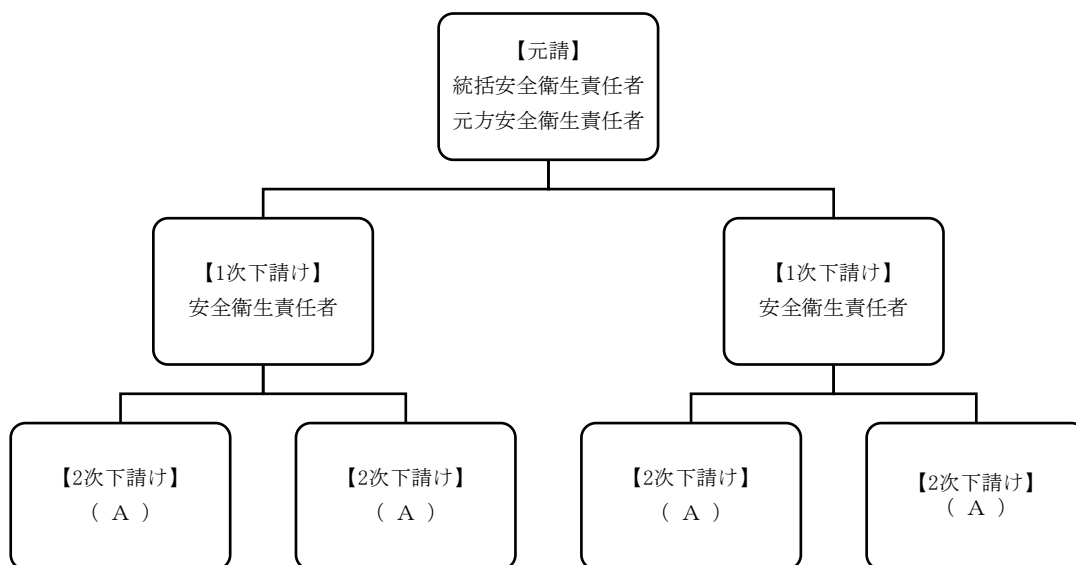 【元請】
統括安全衛生責任者
元方安全衛生責任者
【1次下請け】
安全衛生責任者
【1次下請け】
安全衛生責任者
【2次下請け】
（ A ）
【2次下請け】
（ A ）
【2次下請け】
（ A ）
【2次下請け】
（ A ）